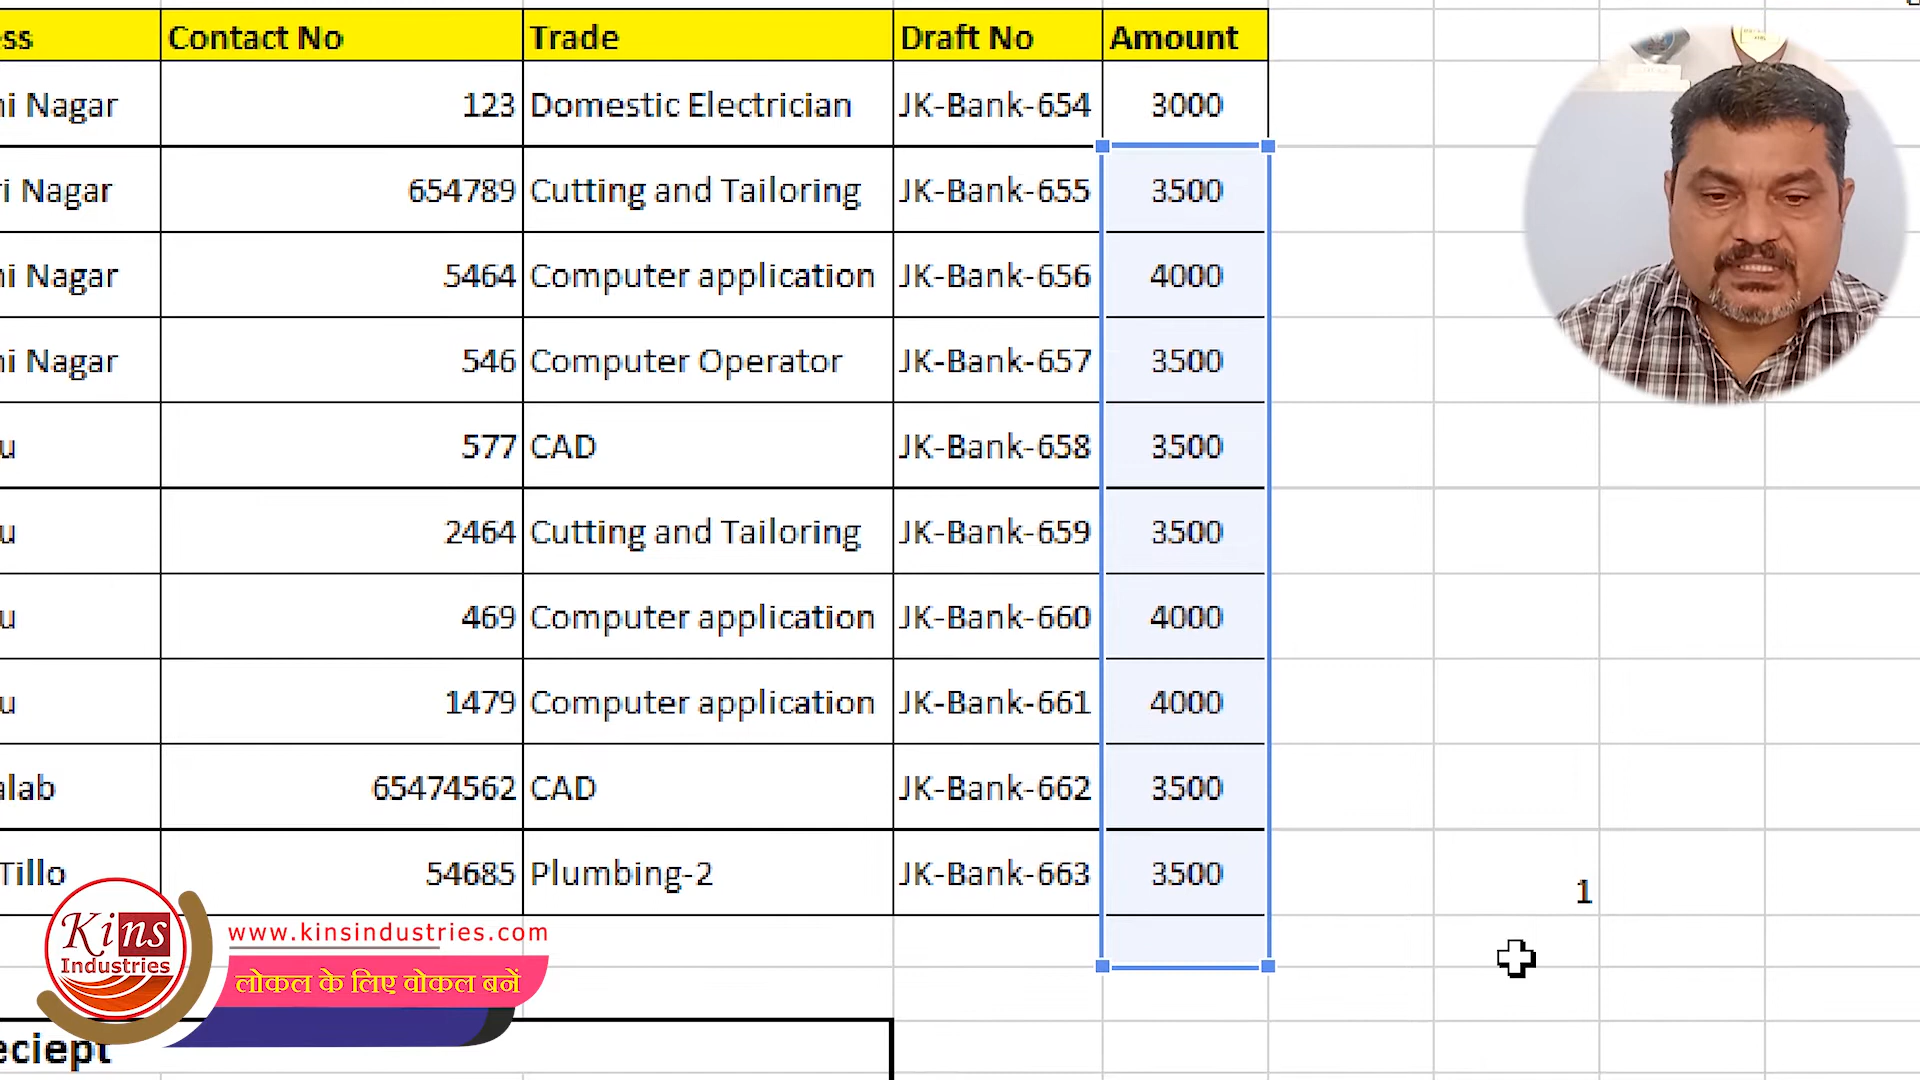 ss Contact No Trade Draft No Amount
ni Nagar 123 Domestic Electrician JK-Bank-654 3000
ri Nagar 654789 Cutting and Tailoring JK-Bank-655 3500
ni Nagar 5464 Computer application JK-Bank-656 4000
ni Nagar 546 Computer Operator JK-Bank-657 3500
u 577 CAD JK-Bank-658 3500
u 2464 Cutting and Tailoring JK-Bank-659 3500
u 469 Computer application JK-Bank-660 4000
u 1479 Computer application JK-Bank-661 4000
alab 65474562 CAD JK-Bank-662 3500
Tillo 54685 Plumbing-2 JK-Bank-663 3500
1
Kins
Industries
www.kinsindustries.com
लोकल के लिए वोकल बनें
eciept